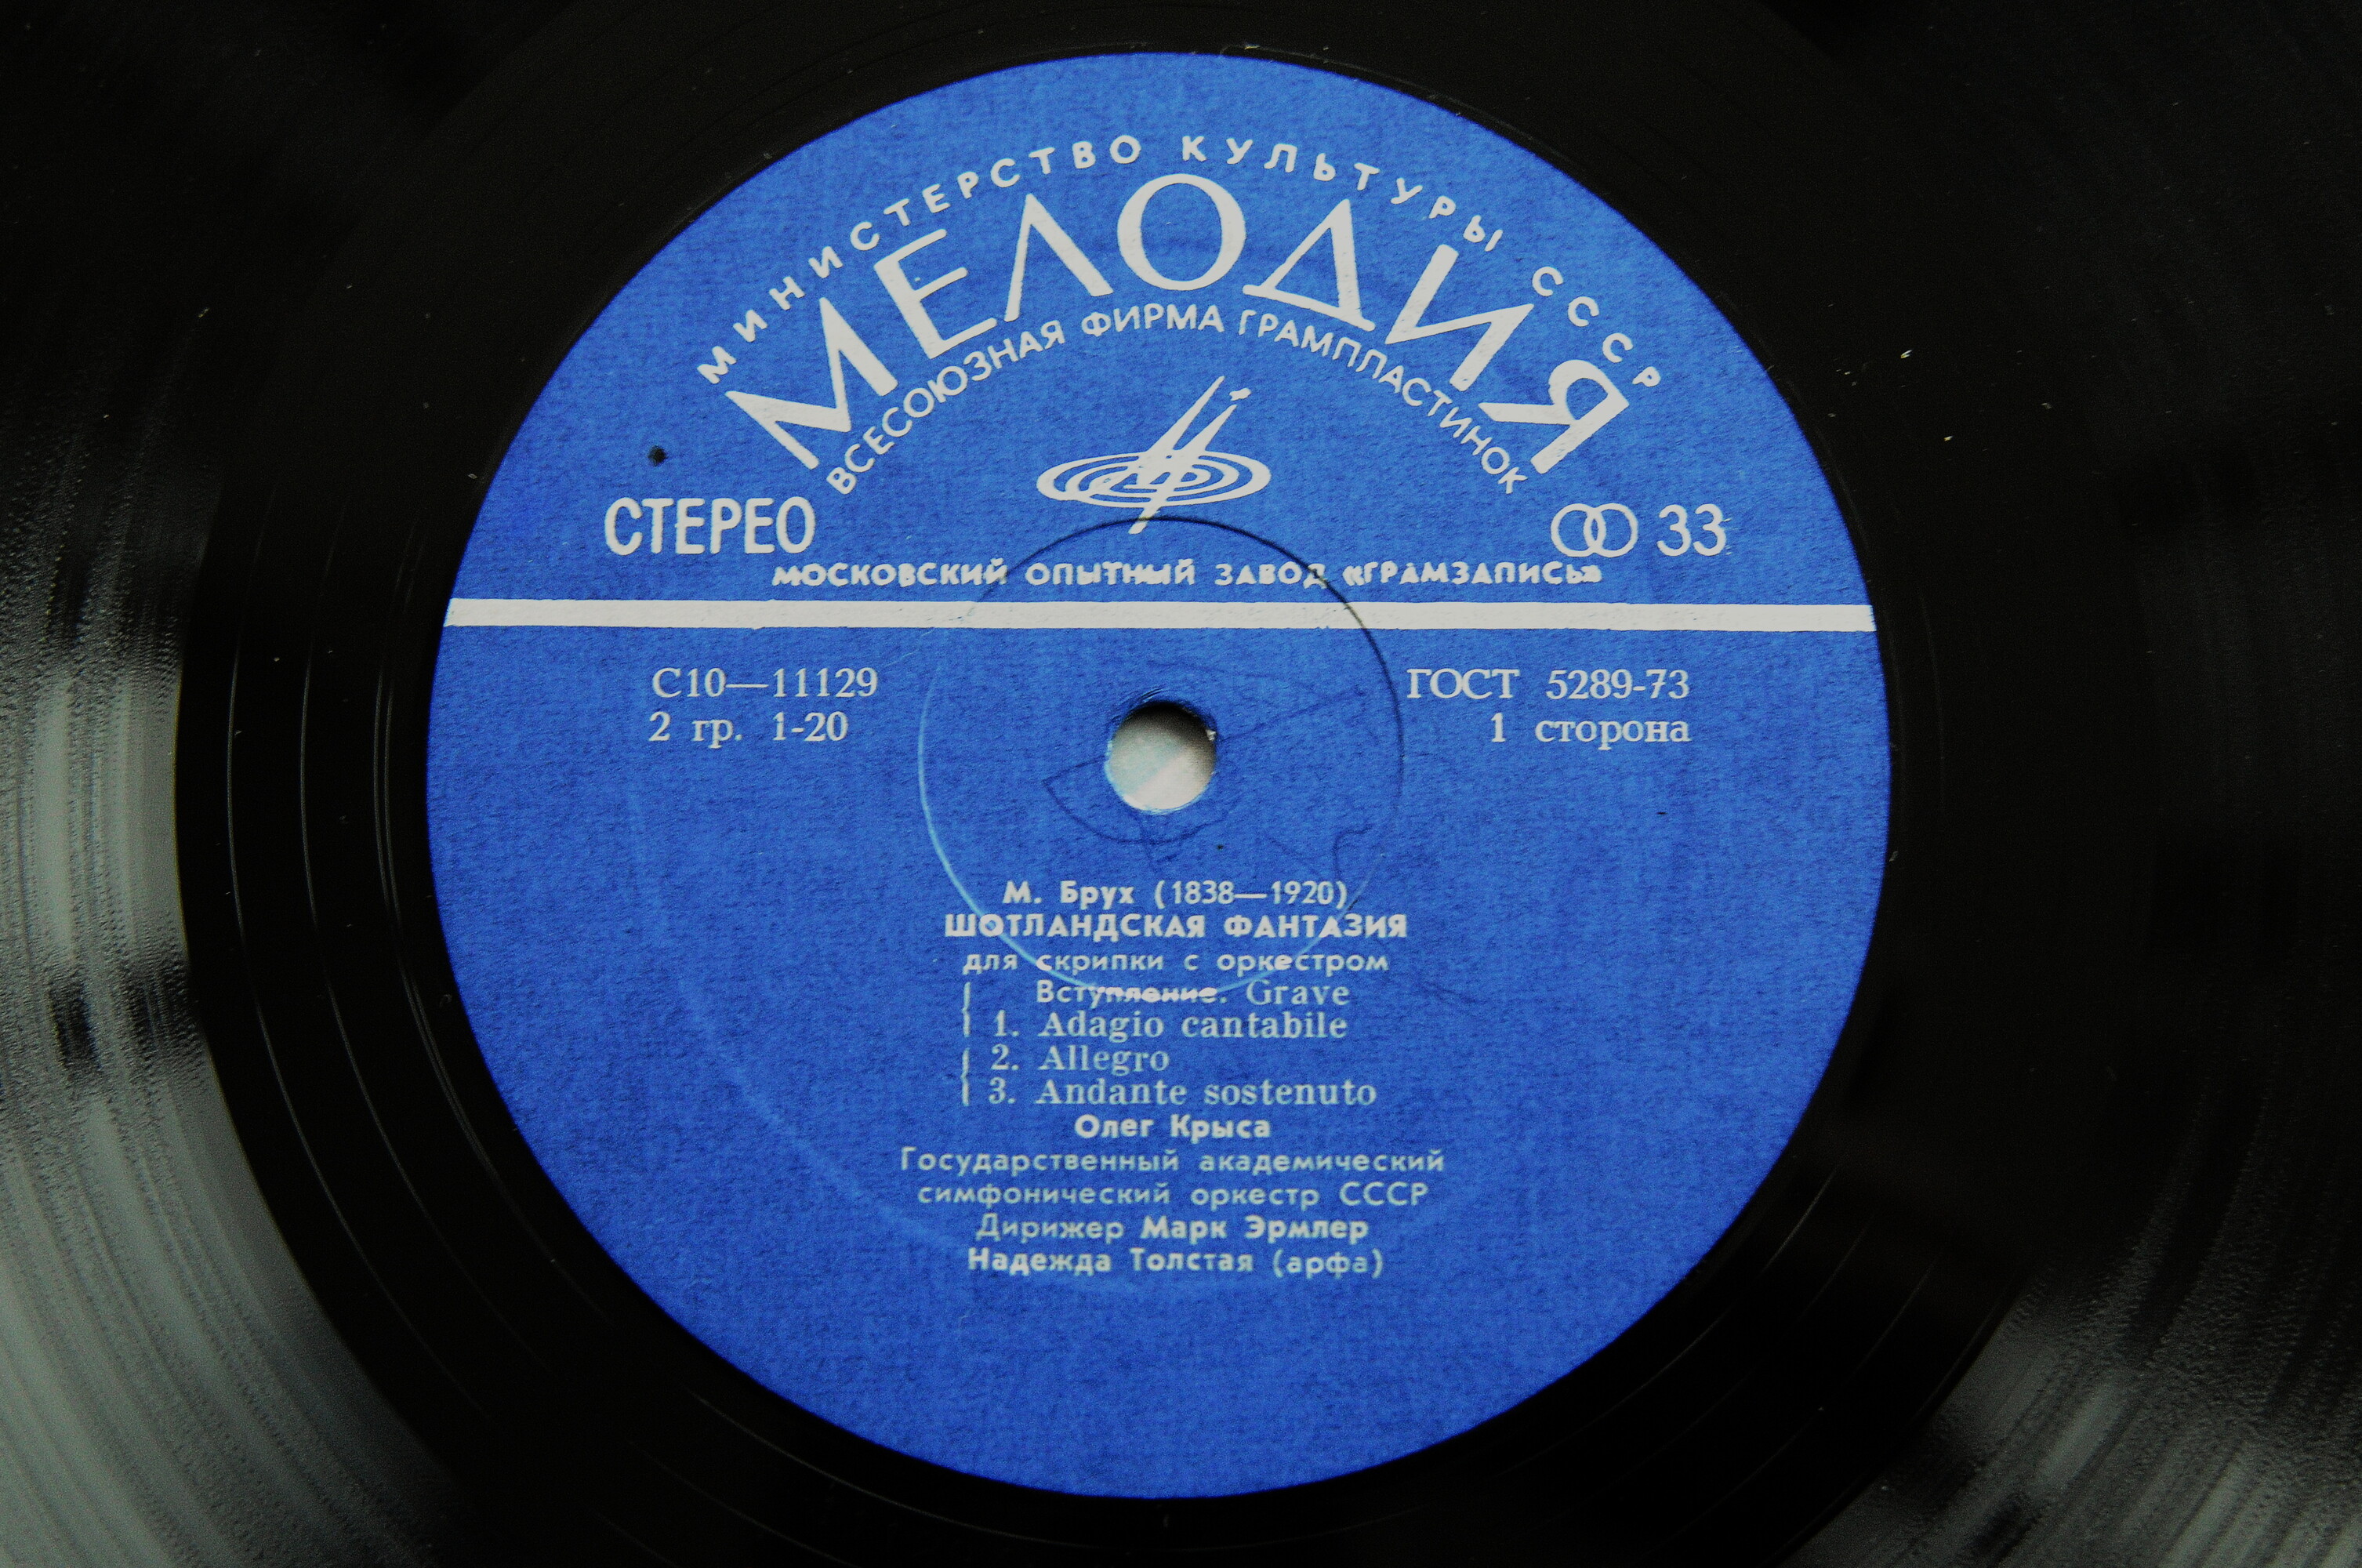 МИНИСТЕРСТВО КУЛЬТУРЫ СССР
МЕЛОДИЯ
ВСЕСОЮЗНАЯ ФИРМА ГРАМПЛАСТИНОК
СТЕРЕО 33
МОСКОВСКИЙ ОПЫТНЫЙ ЗАВОД «ГРАМЗАПИСЬ»
С10—11129 ГОСТ 5289-73
2 гр. 1-20 1 сторона
М. Брух (1838—1920)
ШОТЛАНДСКАЯ ФАНТАЗИЯ
для скрипки с оркестром
Вступление. Grave
1. Adagio cantabile
2. Allegro
3. Andante sostenuto
Олег Крыса
Государственный академический
симфонический оркестр СССР
Дирижер Марк Эрмлер
Надежда Толстая (арфа)